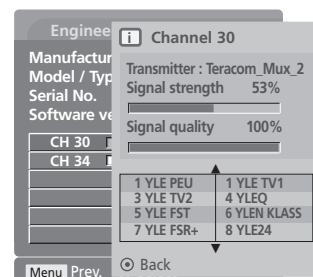 Enginee
Manufactur
Model / Typ
Serial No.
Software ve
CH 30
CH 34
i Channel 30
Transmitter : Teracom_Mux_2
Signal strength 53%
Signal quality 100%
1 YLE PEU 1 YLE TV1
3 YLE TV2 4 YLEQ
5 YLE FST 6 YLEN KLASS
7 YLE FSR+ 8 YLE24
Back
Menu Prev.